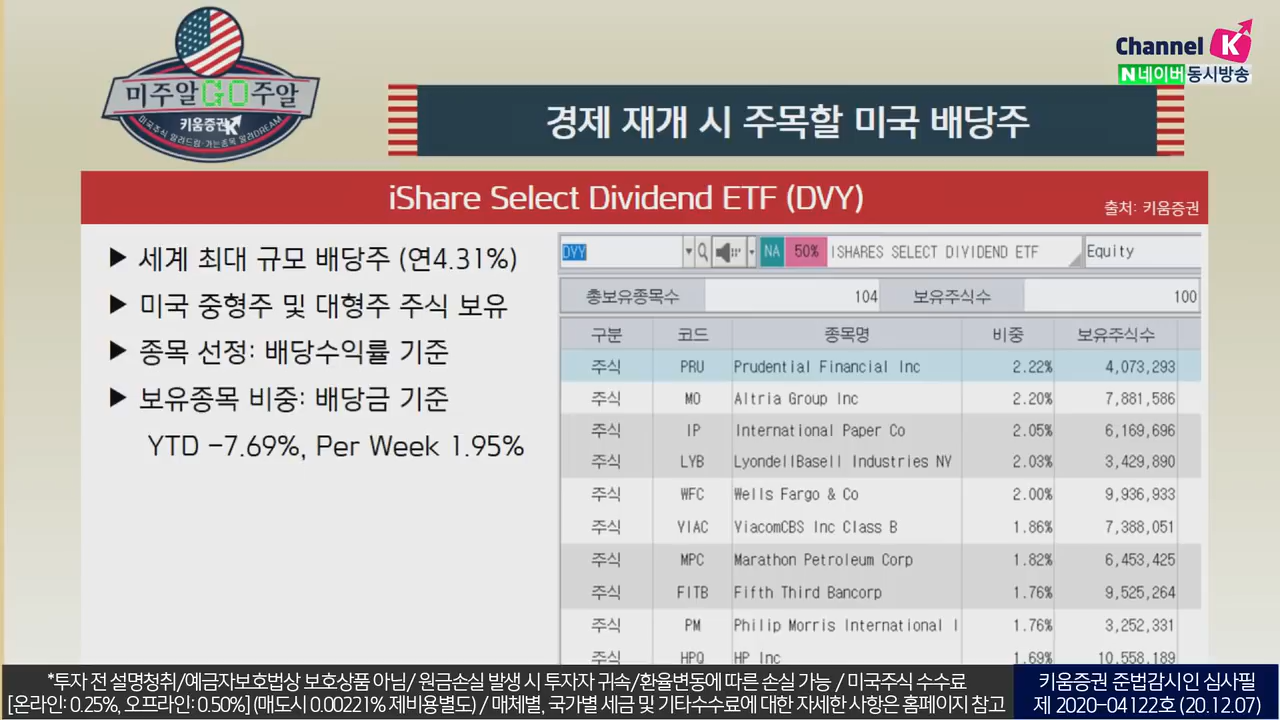 미주알GO주알
키움증권
미국주식 알려드림·가는종목 알려DREAM
Channel K
N 네이버 동시방송
경제 재개 시 주목할 미국 배당주
iShare Select Dividend ETF (DVY)
출처: 키움증권
▶ 세계 최대 규모 배당주 (연4.31%)
▶ 미국 중형주 및 대형주 주식 보유
▶ 종목 선정: 배당수익률 기준
▶ 보유종목 비중: 배당금 기준
YTD -7.69%, Per Week 1.95%
DVY NA 50% ISHARES SELECT DIVIDEND ETF Equity
총보유종목수 104 보유주식수 100
구분 코드 종목명 비중 보유주식수
주식 PRU Prudential Financial Inc 2.22% 4,073,293
주식 MO Altria Group Inc 2.20% 7,881,586
주식 IP International Paper Co 2.05% 6,169,696
주식 LYB LyondellBasell Industries NV 2.03% 3,429,890
주식 WFC Wells Fargo & Co 2.00% 9,936,933
주식 VIAC ViacomCBS Inc Class B 1.86% 7,388,051
주식 MPC Marathon Petroleum Corp 1.82% 6,453,425
주식 FITB Fifth Third Bancorp 1.76% 9,525,264
주식 PM Philip Morris International I 1.76% 3,252,331
주식 HPQ HP Inc 1.69% 10,558,189
*투자 전 설명청취/예금자보호법상 보호상품 아님/ 원금손실 발생 시 투자자 귀속/환율변동에 따른 손실 가능 / 미국주식 수수료
[온라인: 0.25%, 오프라인: 0.50%] (매도시 0.00221% 제비용별도) / 매체별, 국가별 세금 및 기타수수료에 대한 자세한 사항은 홈페이지 참고
키움증권 준법감시인 심사필
제 2020-04122호 (20.12.07)